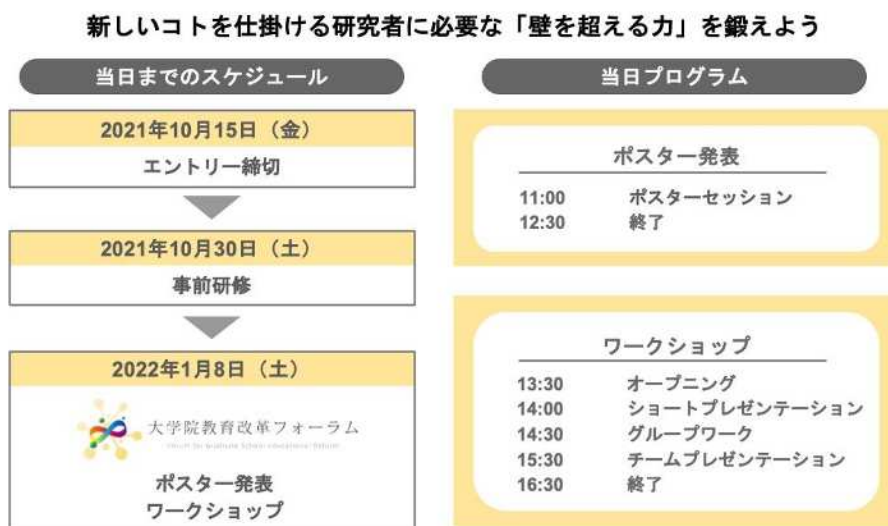 新しいコトを仕掛ける研究者に必要な「壁を超える力」を鍛えよう
当日までのスケジュール
2021年10月15日（金）
エントリー締切
2021年10月30日（土）
事前研修
2022年1月8日（土）
大学院教育改革フォーラム
Forum for Graduate School Educational Reform
ポスター発表
ワークショップ
当日プログラム
ポスター発表
11:00 ポスターセッション
12:30 終了
ワークショップ
13:30 オープニング
14:00 ショートプレゼンテーション
14:30 グループワーク
15:30 チームプレゼンテーション
16:30 終了